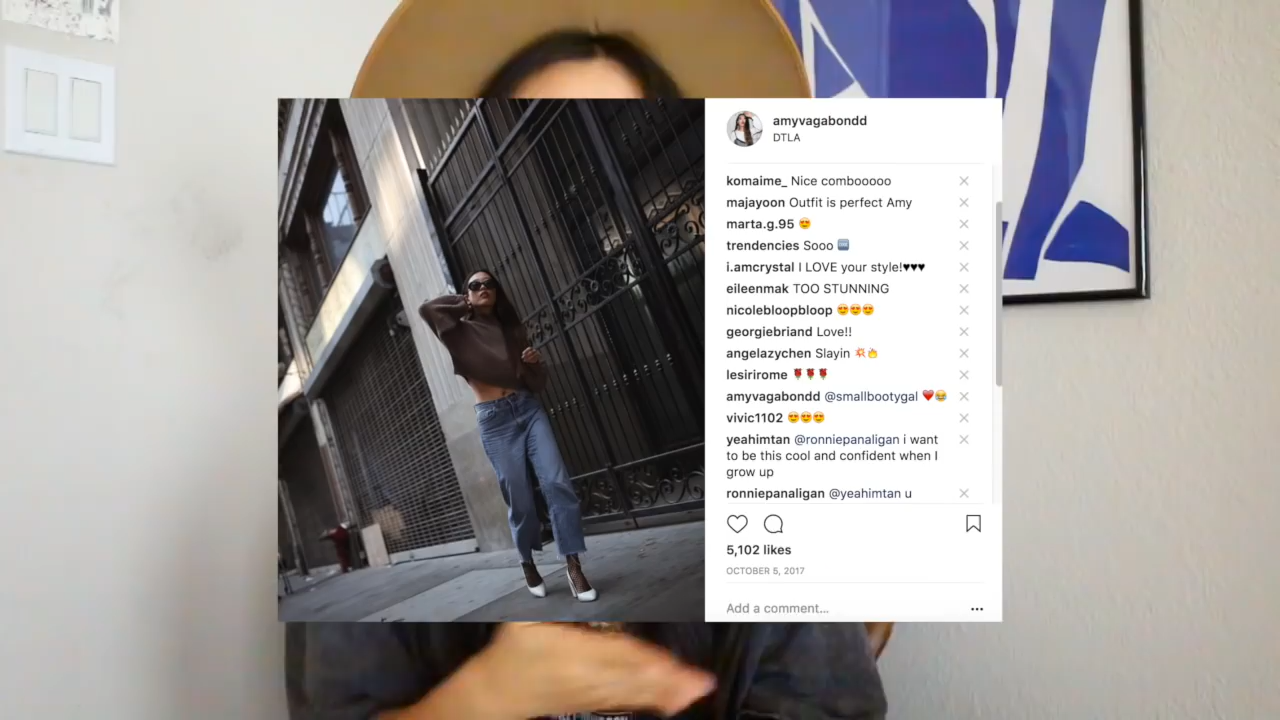 amyvagabondd
DTLA
komaime_ Nice combooooo
majayoon Outfit is perfect Amy
marta.g.95 😍
trendencies Sooo 🆒
i.amcrystal I LOVE your style!♥♥♥
eileenmak TOO STUNNING
nicolebloopbloop 😍😍😍
georgiebriand Love!!
angelazychen Slayin 💥👏
lesirirome 🌹🌹🌹
amyvagabondd @smallbootygal ❤️😂
vivic1102 😍😍😍
yeahimtan @ronniepanaligan i want
to be this cool and confident when I
grow up
ronniepanaligan @yeahimtan u
5,102 likes
OCTOBER 5, 2017
Add a comment...